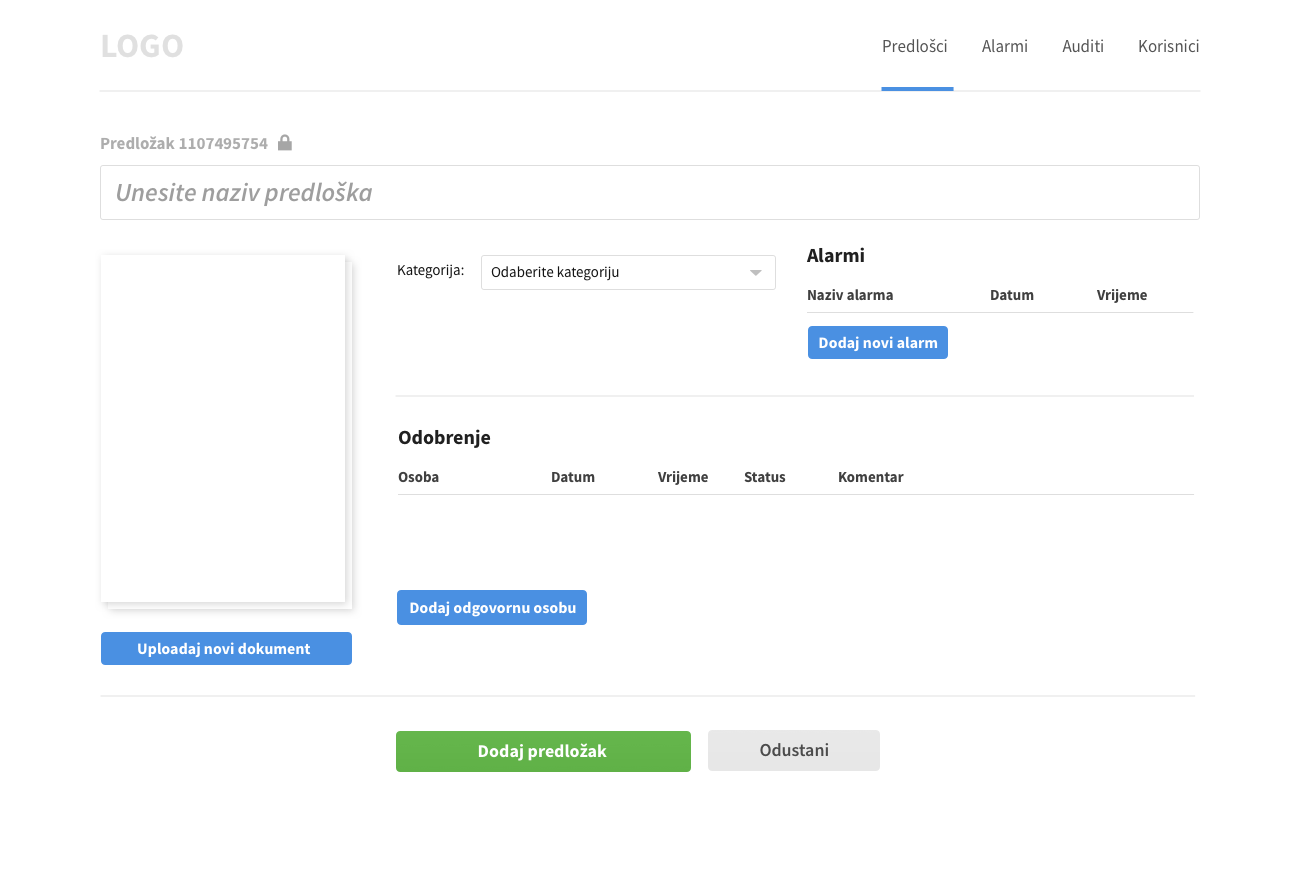 LOGO
Predlošci Alarmi Auditi Korisnici
Predložak 1107495754
Unesite naziv predloška
Kategorija: Odaberite kategoriju
Alarmi
Naziv alarma Datum Vrijeme
Dodaj novi alarm
Odobrenje
Osoba Datum Vrijeme Status Komentar
Dodaj odgovornu osobu
Uploadaj novi dokument
Dodaj predložak Odustani